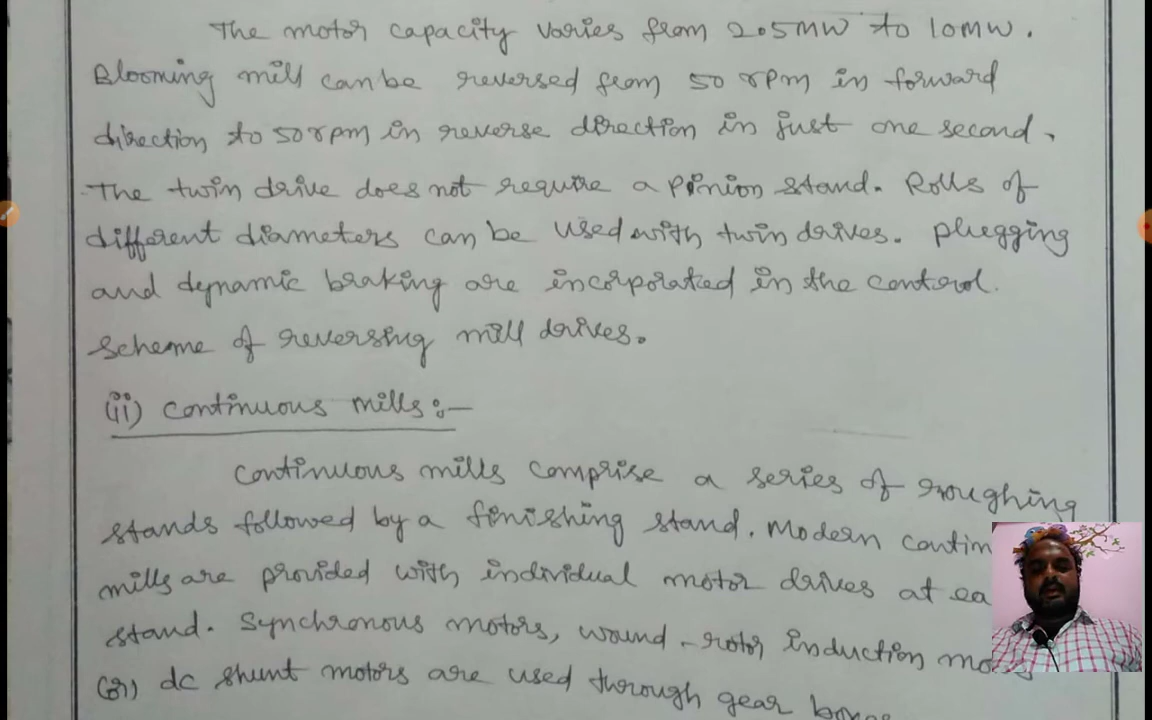 The motor capacity varies from 2.5MW to 10MW.
Blooming mill can be reversed from 50 rpm in forward
direction to 50 rpm in reverse direction in just one second.
The twin drive does not require a pinion stand. Rolls of
different diameters can be used with twin drives. plugging
and dynamic braking are incorporated in the control.
scheme of reversing mill drives.
(ii) continuous mills:-
continuous mills comprise a series of roughing
stands followed by a finishing stand. Modern contin
mills are provided with individual motor drives at ea
stand. Synchronous motors, wound-rotor induction mo
(or) dc shunt motors are used through gear boxes